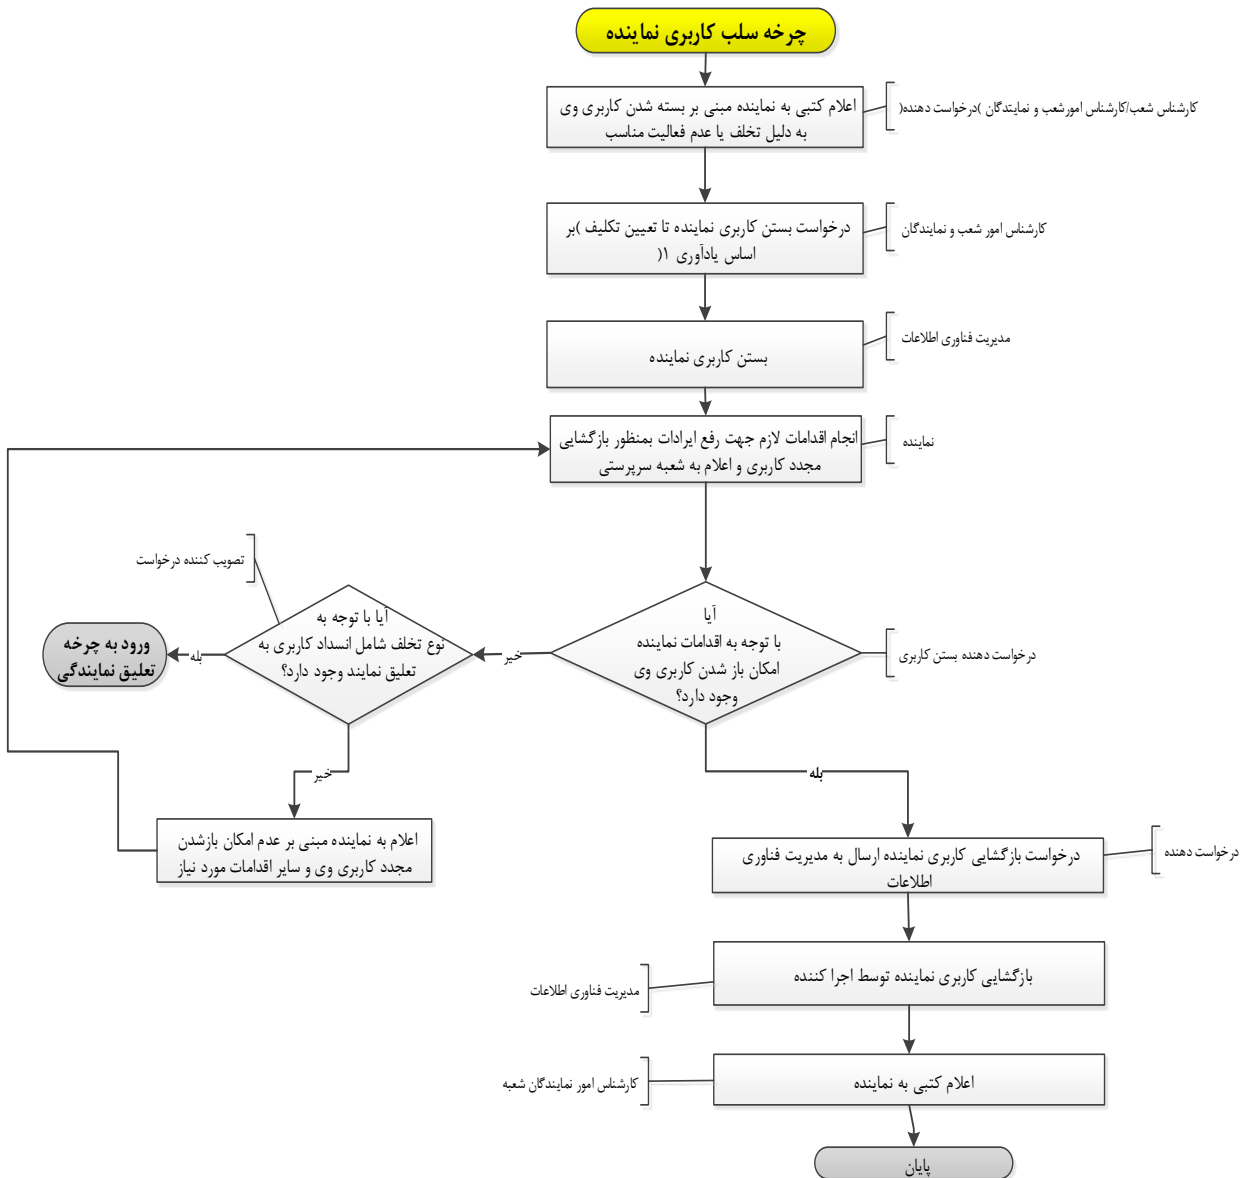 چرخه سلب کاربری نماینده
اعلام کتبی به نماینده مبنی بر بسته شدن کاربری وی
به دلیل تخلف یا عدم فعالیت مناسب
کارشناس شعب/کارشناس امورشعب و نمایتدگان )درخواست دهنده(
درخواست بستن کاربری نماینده تا تعیین تکلیف )بر
اساس یادآوری ۱(
کارشناس امور شعب و نمایندگان
بستن کاربری نماینده
مدیریت فناوری اطلاعات
انجام اقدامات لازم جهت رفع ایرادات بمنظور بازگشایی
مجدد کاربری و اعلام به شعبه سرپرستی
نماینده
آیا
با توجه به اقدامات نماینده
امکان باز شدن کاربری وی
وجود دارد؟
درخواست دهنده بستن کاربری
خیر
تصویب کننده درخواست
آیا با توجه به
نوع تخلف شامل انسداد کاربری به
تعلیق نمایند وجود دارد؟
بله
ورود به چرخه
تعلیق نمایندگی
خیر
اعلام به نماینده مبنی بر عدم امکان بازشدن
مجدد کاربری وی و سایر اقدامات مورد نیاز
بله
درخواست بازگشایی کاربری نماینده ارسال به مدیریت فناوری
اطلاعات
درخواست دهنده
بازگشایی کاربری نماینده توسط اجرا کننده
مدیریت فناوری اطلاعات
اعلام کتبی به نماینده
کارشناس امور نمایندگان شعبه
پایان